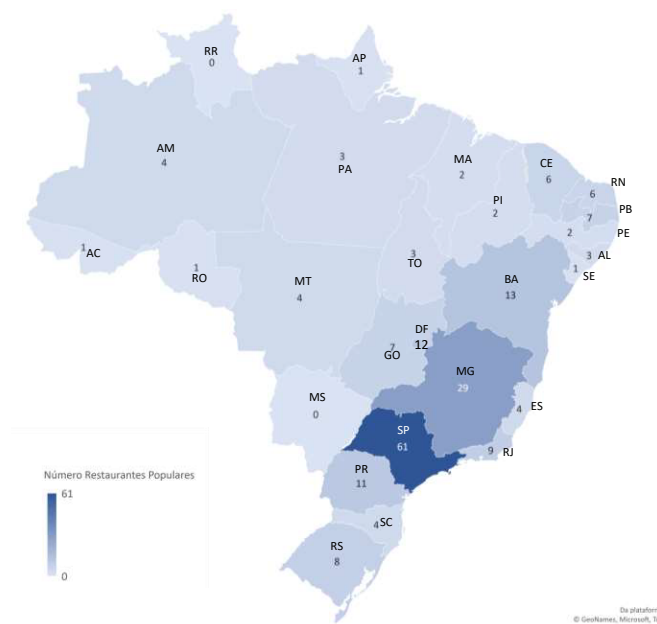 RR
0
AP
1
AM
4
3
PA
MA
2
CE
6
RN
6
PI
2
PB
7
PE
2
AL
3
SE
1
1
AC
1
RO
MT
4
3
TO
BA
13
DF
12
7
GO
MG
29
MS
0
ES
4
SP
61
9
RJ
PR
11
4
SC
RS
8
Número Restaurantes Populares
61
0
Da
© GeoNames, Microsoft,